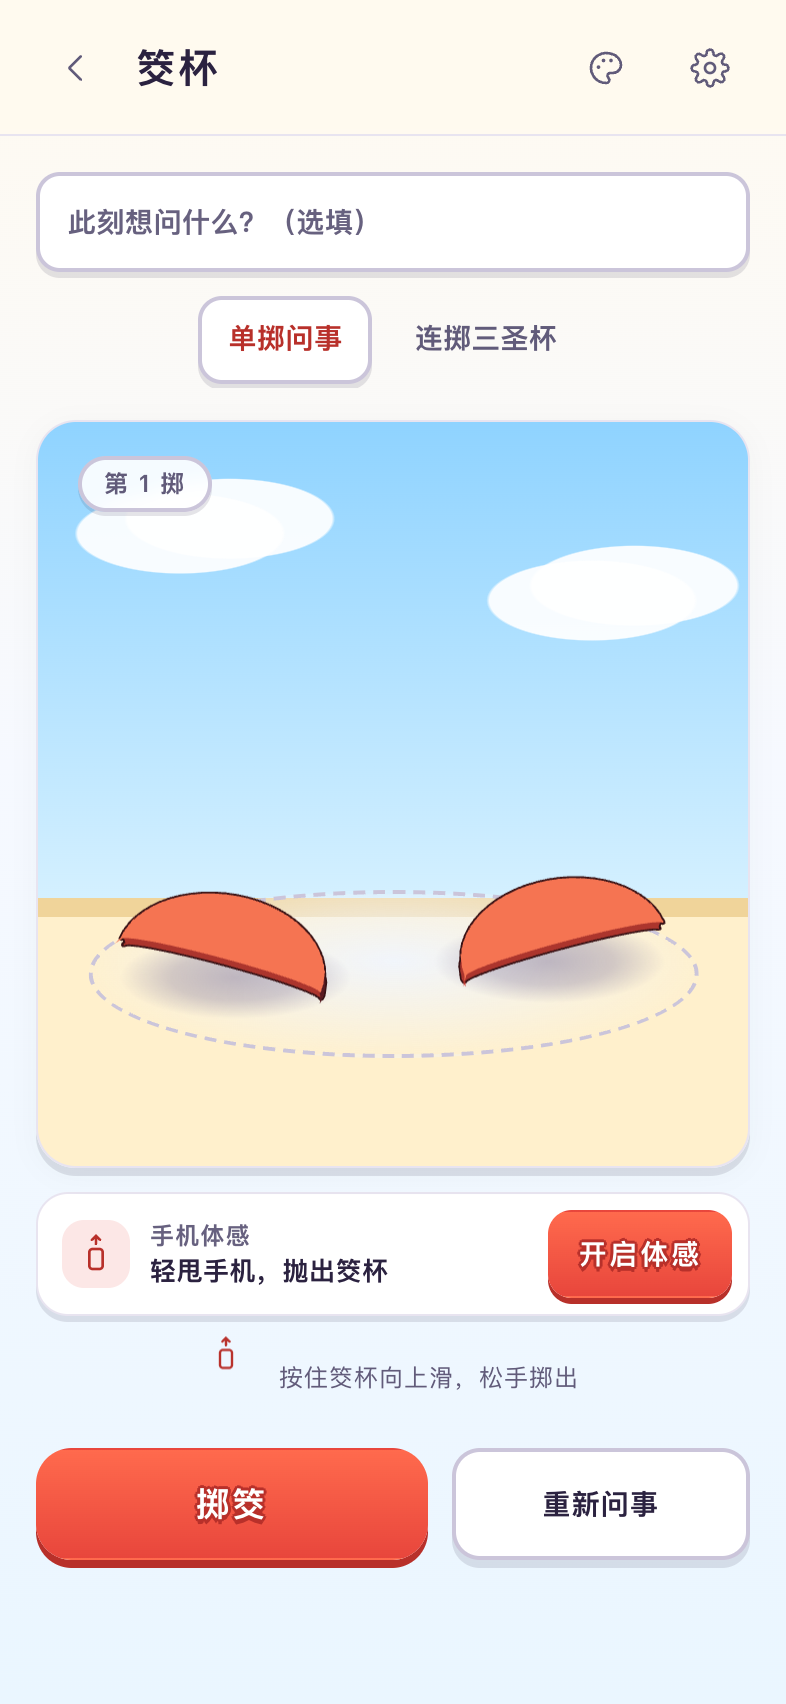 筊杯
此刻想问什么？（选填）
单掷问事
连掷三圣杯
第 1 掷
手机体感
轻甩手机，抛出筊杯
开启体感
按住筊杯向上滑，松手掷出
掷筊
重新问事